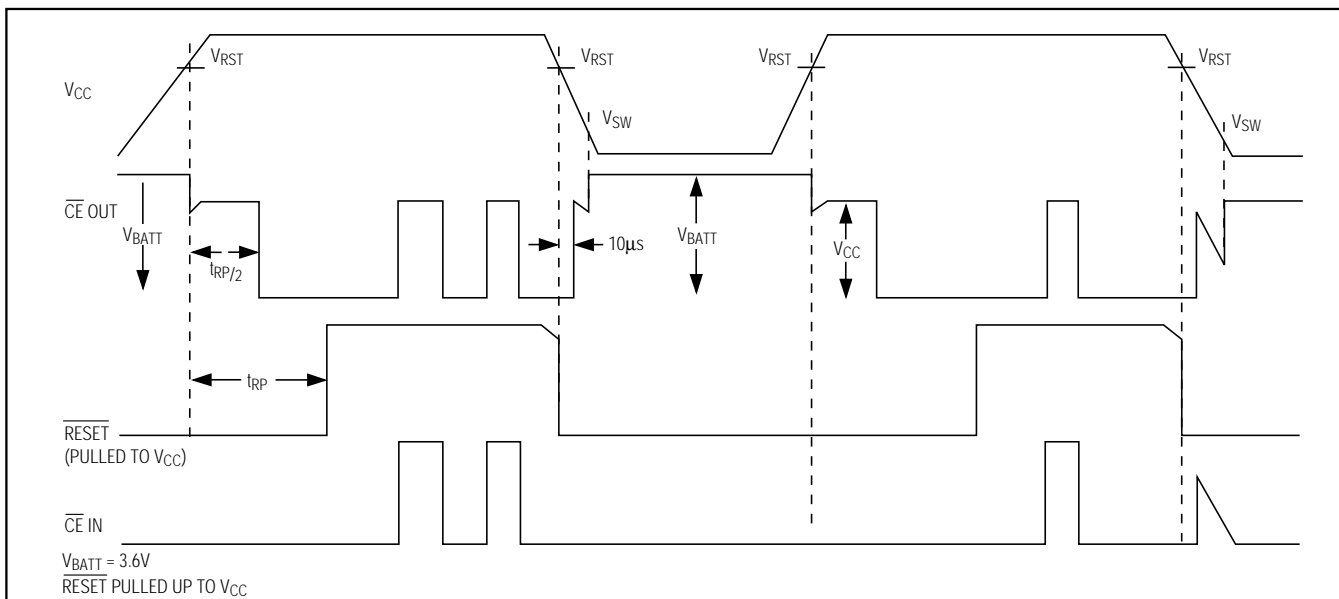 VRST
VRST
VRST
VRST
VCC
VSW
VSW
CE OUT
VBATT
tRP/2
10μs
VBATT
VCC
tRP
RESET
(PULLED TO VCC)
CE IN
VBATT = 3.6V
RESET PULLED UP TO VCC